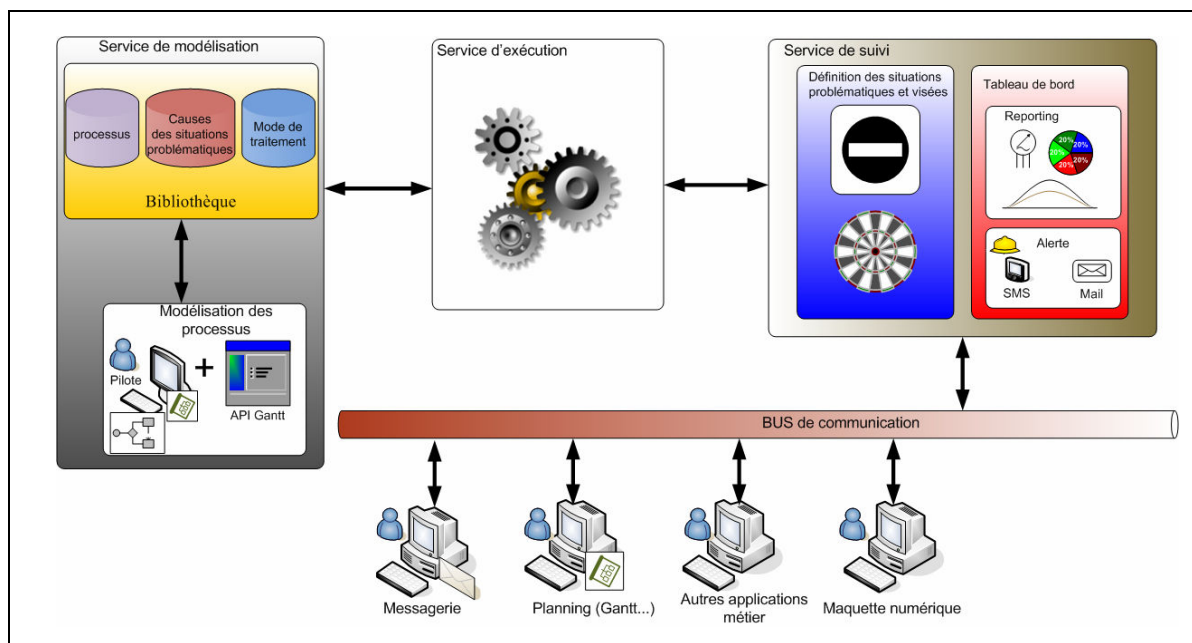 Service de modélisation
processus
Causes
des situations
problématiques
Mode de
traitement
Bibliothèque
Modélisation des
processus
Pilote
+
API Gantt
Service d'exécution
Service de suivi
Définition des situations
problématiques et visées
Tableau de bord
Reporting
20%
20%
20%
20%
20%
Alerte
SMS
Mail
BUS de communication
Messagerie
Planning (Gantt...)
Autres applications
métier
Maquette numérique